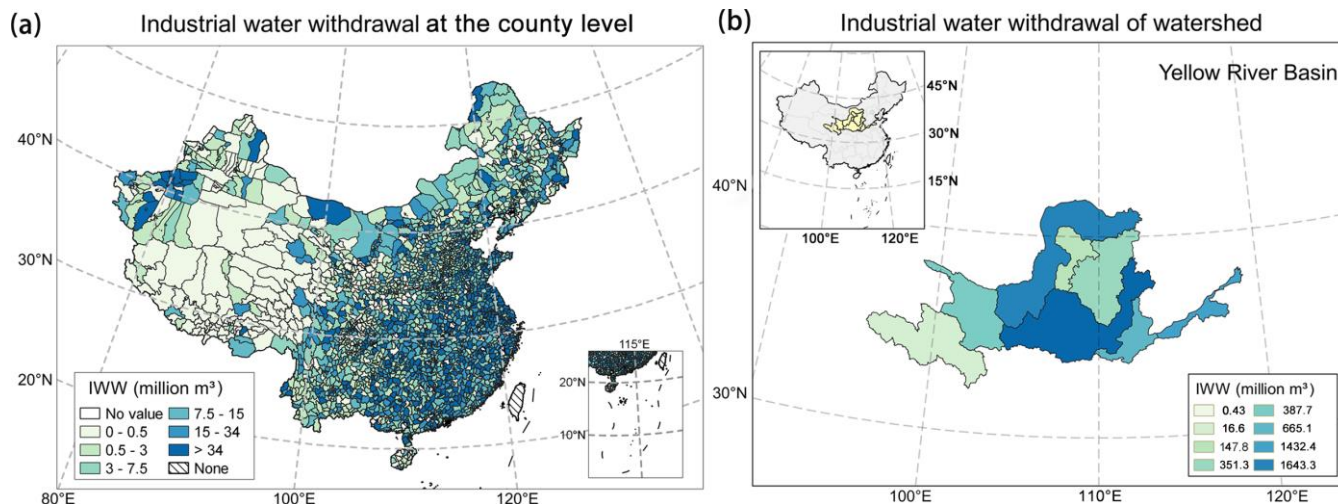 (a) Industrial water withdrawal at the county level
40°N
30°N
20°N
80°E
100°E
120°E
IWW (million m³)
No value
0 - 0.5
0.5 - 3
3 - 7.5
7.5 - 15
15 - 34
> 34
None
115°E
20°N
10°N
(b) Industrial water withdrawal of watershed
Yellow River Basin
45°N
30°N
15°N
100°E
120°E
40°N
30°N
100°E
110°E
120°E
IWW (million m³)
0.43
16.6
147.8
351.3
387.7
665.1
1432.4
1643.3